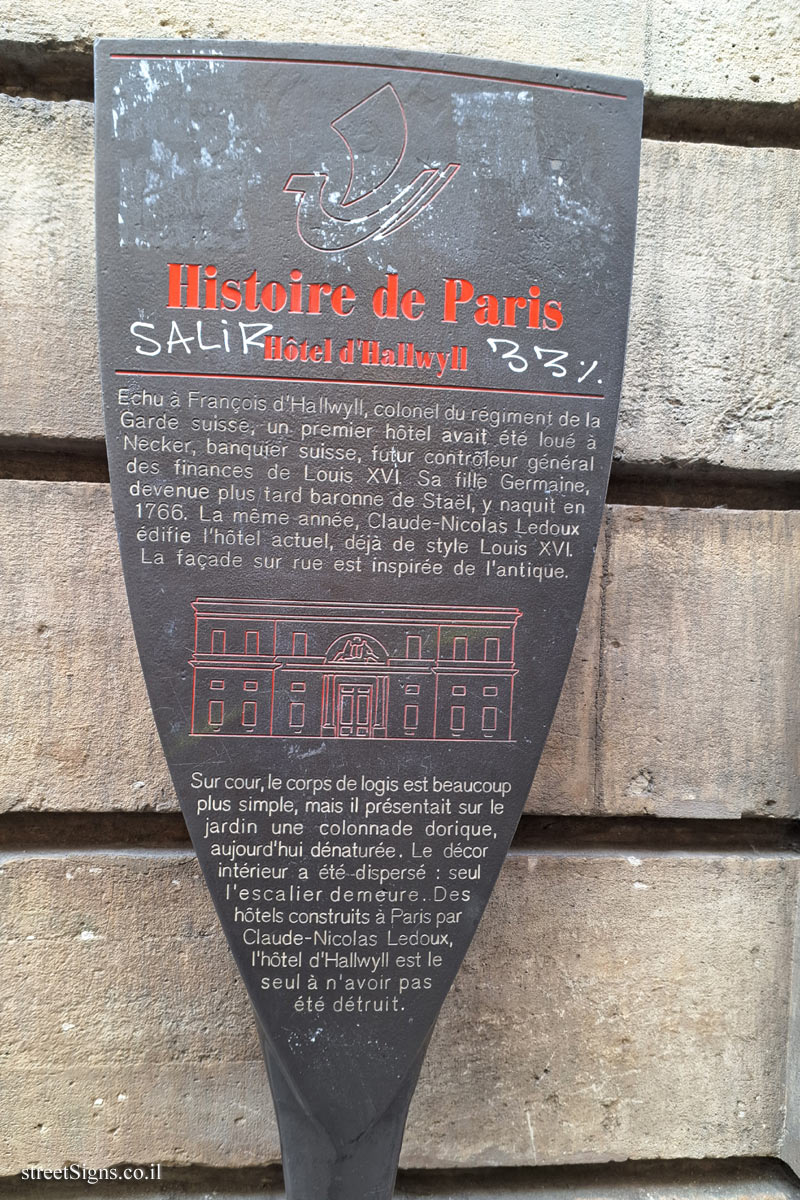 Histoire de Paris
SALIR Hôtel d'Hallwyll 33%
Echu à François d'Hallwyll, colonel du régiment de la
Garde suisse, un premier hôtel avait été loué à
Necker, banquier suisse, futur contrôleur général
des finances de Louis XVI. Sa fille Germaine,
devenue plus tard baronne de Staël, y naquit en
1766. La même année, Claude-Nicolas Ledoux
édifie l'hôtel actuel, déjà de style Louis XVI.
La façade sur rue est inspirée de l'antique.
Sur cour, le corps de logis est beaucoup
plus simple, mais il présentait sur le
jardin une colonnade dorique,
aujourd'hui dénaturée. Le décor
intérieur a été dispersé : seul
l'escalier demeure. Des
hôtels construits à Paris par
Claude-Nicolas Ledoux,
l'hôtel d'Hallwyll est le
seul à n'avoir pas
été détruit.
streetSigns.co.il